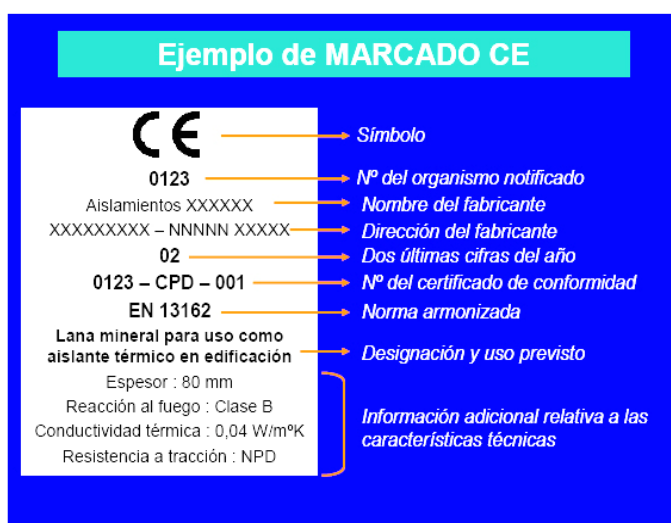 Ejemplo de MARCADO CE
CE
Símbolo
0123
Nº del organismo notificado
Aislamientos XXXXXX
Nombre del fabricante
XXXXXXXXX – NNNNN XXXXX
Dirección del fabricante
02
Dos últimas cifras del año
0123 – CPD – 001
Nº del certificado de conformidad
EN 13162
Norma armonizada
Lana mineral para uso como
aislante térmico en edificación
Designación y uso previsto
Espesor : 80 mm
Reacción al fuego : Clase B
Conductividad térmica : 0,04 W/mºK
Resistencia a tracción : NPD
Información adicional relativa a las
características técnicas